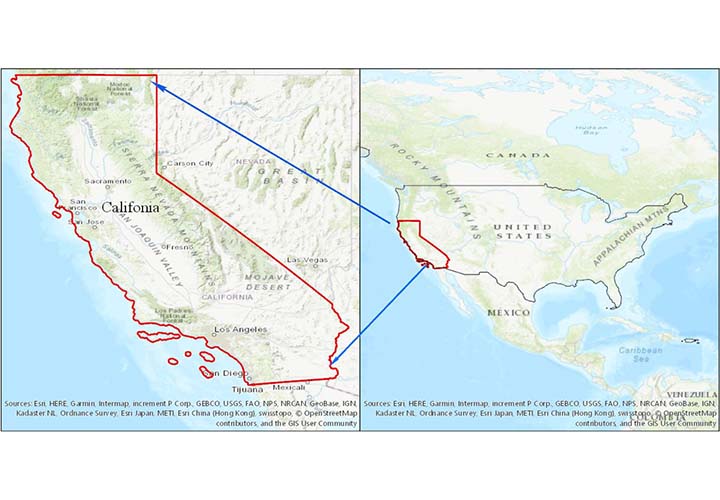 Modoc
National
Forest
Shasta
National
Forest
Sacramento
Carson City
NEVADA
GREAT
BASIN
Sacramento
San
Francisco
San Jose
Califonia
SIERRA NEVADA MOUNTAINS
SAN JOAQUIN VALLEY
Salinas
Fresno
Las Vegas
MOJAVE
DESERT
CALIFORNIA
Los Padres
National
Forest
Los Angeles
San Diego
Tijuana
Mexicali
Sources: Esri, HERE, Garmin, Intermap, increment P Corp., GEBCO, USGS, FAO, NPS, NRCAN, GeoBase, IGN,
Kadaster NL, Ordnance Survey, Esri Japan, METI, Esri China (Hong Kong), swisstopo, © OpenStreetMap
contributors, and the GIS User Community
Hudson
Bay
CANADA
ROCKY MOUNTAINS
UNITED
STATES
APPALACHIAN MTNS
MÉXICO
Caribbean
Sea
VENEZUELA
COLOMBIA
Sources: Esri, HERE, Garmin, Intermap, increment P Corp., GEBCO, USGS, FAO, NPS, NRCAN, GeoBase, IGN,
Kadaster NL, Ordnance Survey, Esri Japan, METI, Esri China (Hong Kong), swisstopo, © OpenStreetMap
contributors, and the GIS User Community